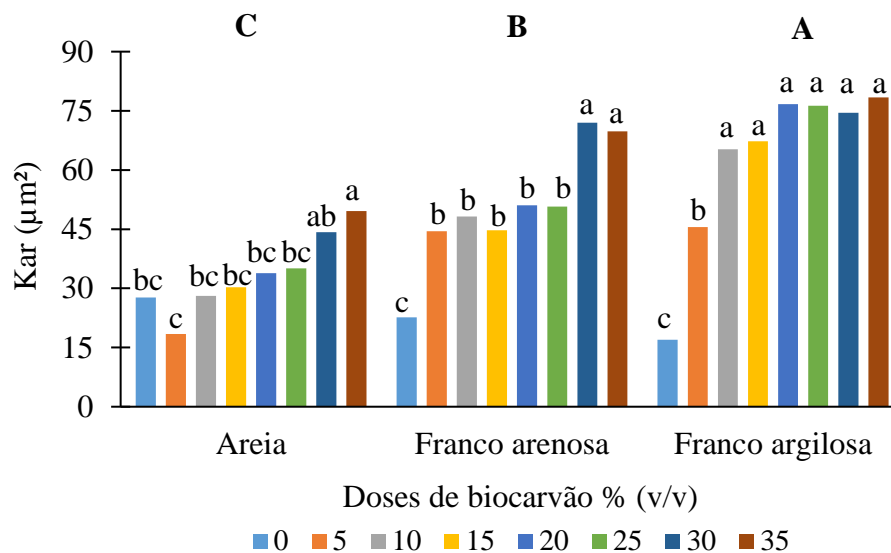 C B A
Kar (µm²)
90
75
60
45
30
15
0
bc c bc bc bc bc ab a
c b b b b b a a
c b a a a a a a
Areia Franco arenosa Franco argilosa
Doses de biocarvão % (v/v)
0 5 10 15 20 25 30 35